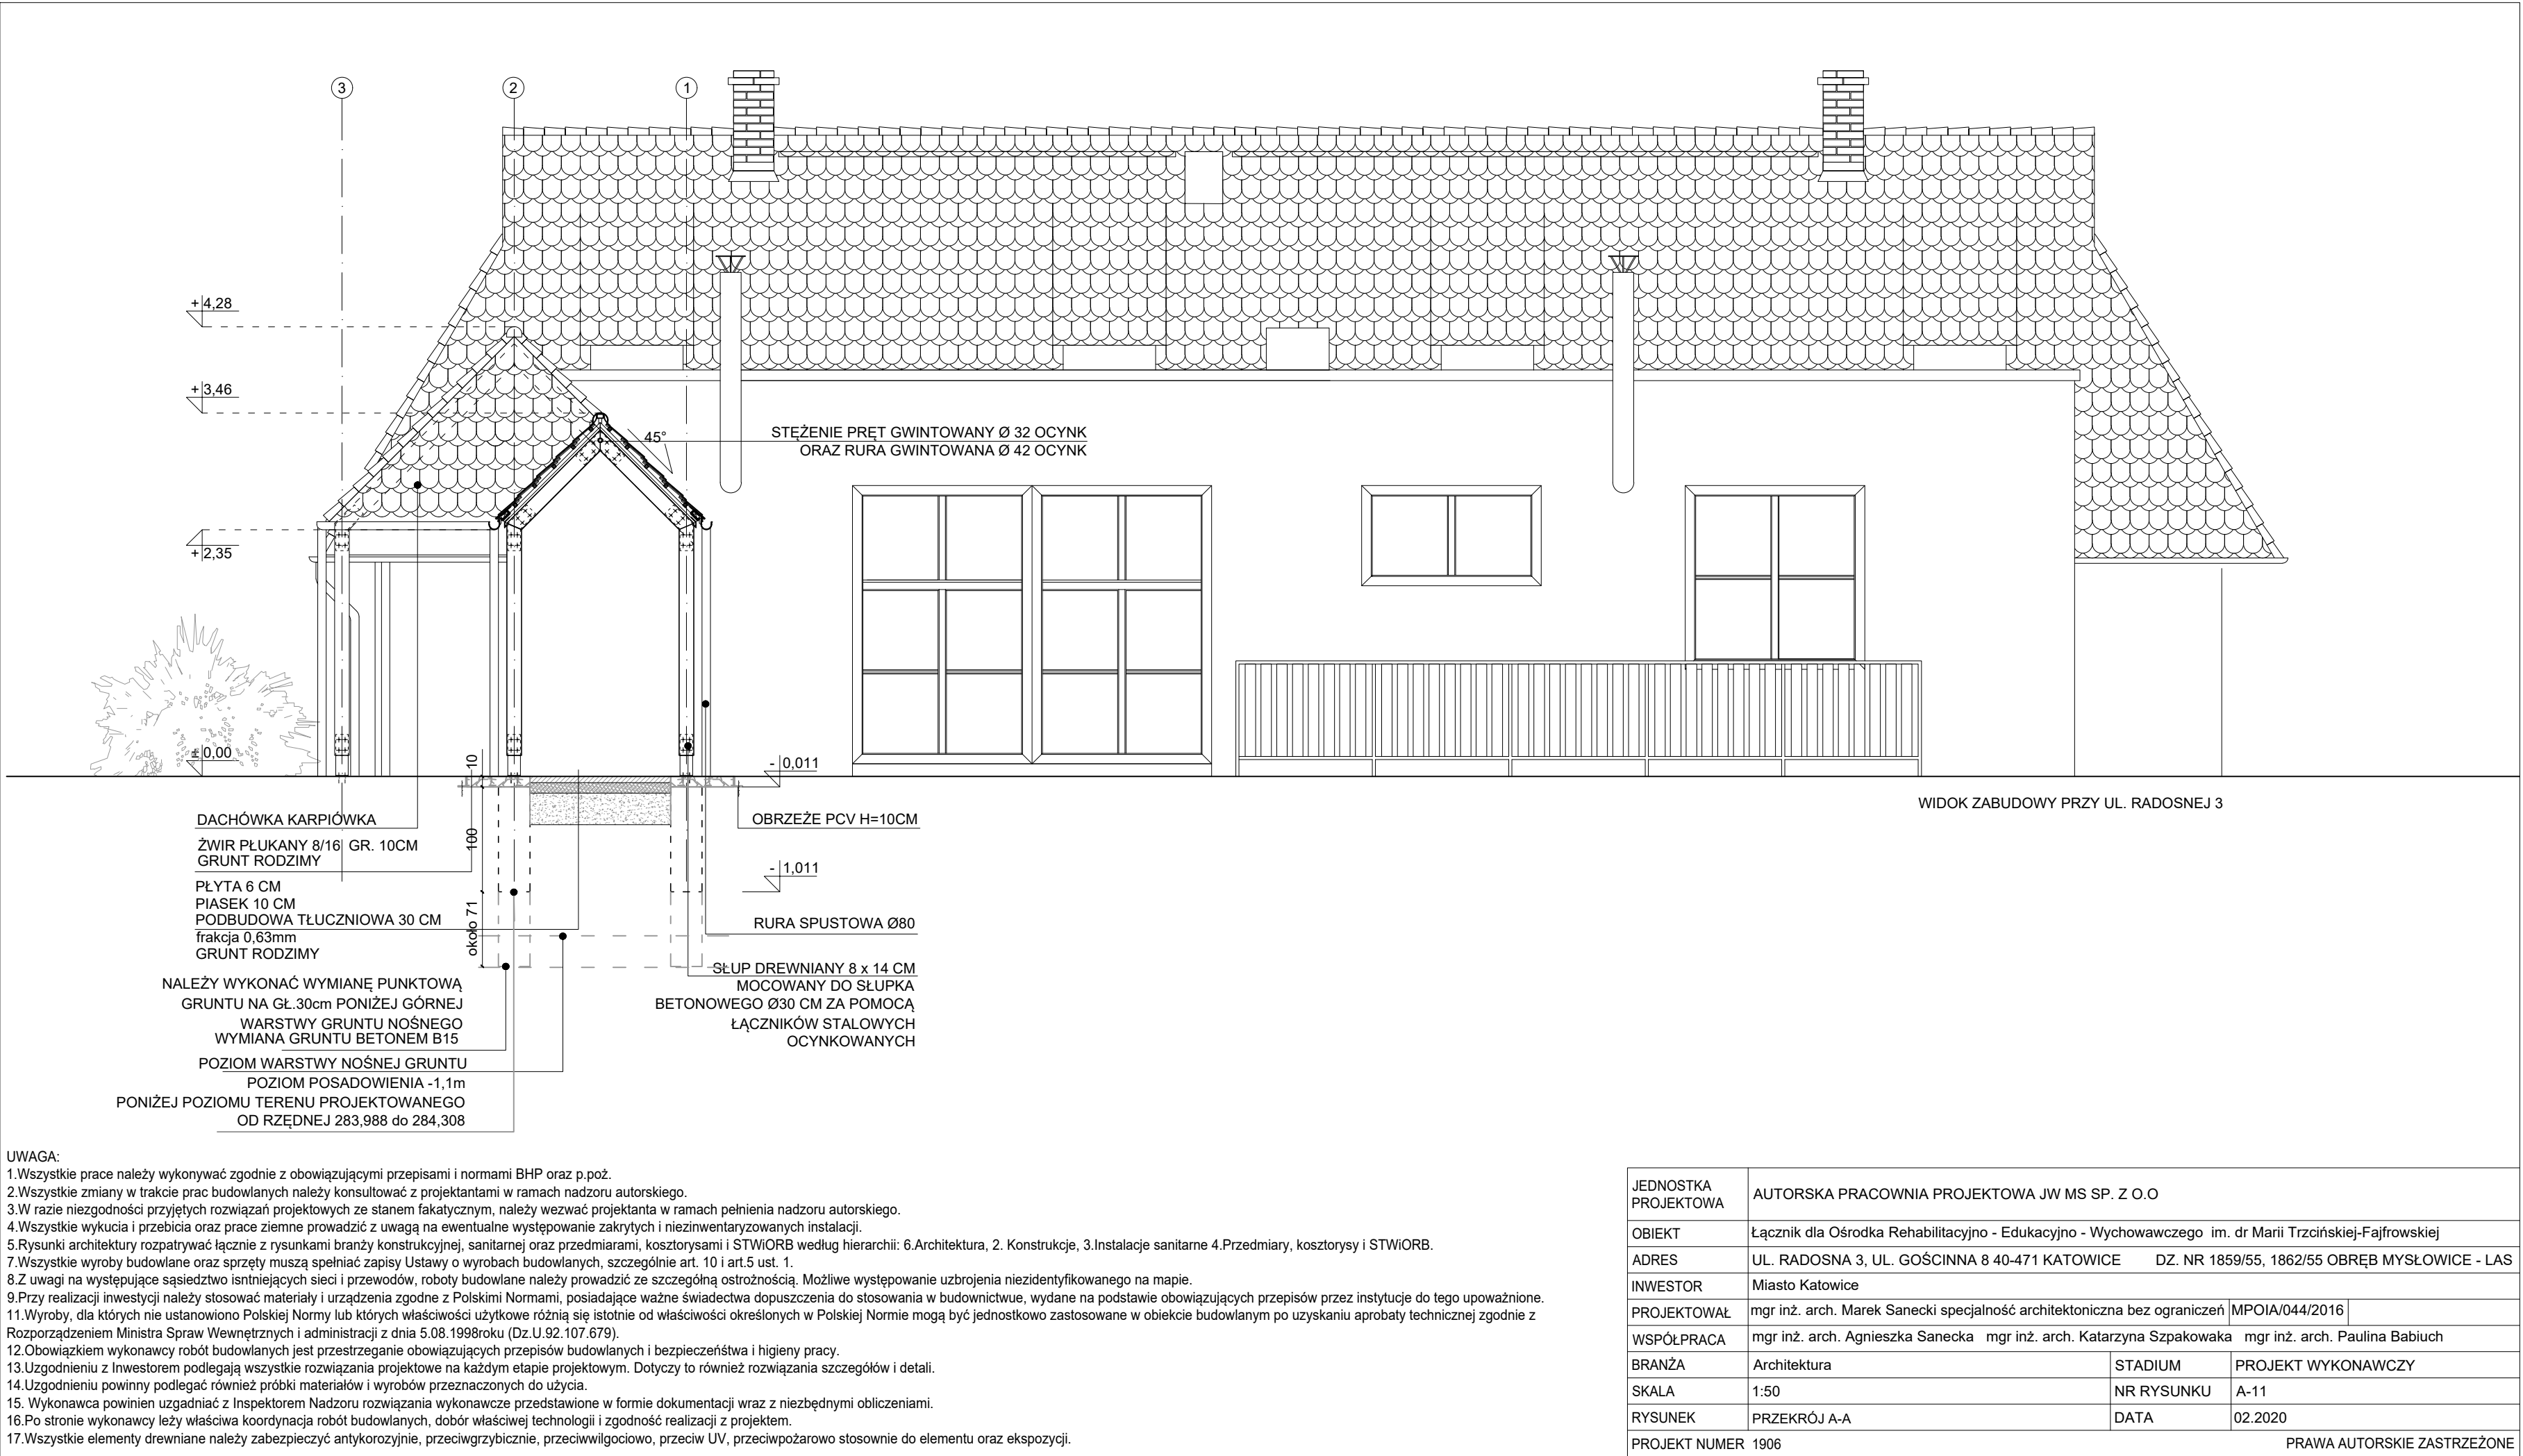 3
2
1
+ 4,28
+ 3,46
45°
STĘŻENIE PRĘT GWINTOWANY Ø 32 OCYNK
ORAZ RURA GWINTOWANA Ø 42 OCYNK
+ 2,35
± 0,00
10
- 0,011
WIDOK ZABUDOWY PRZY UL. RADOSNEJ 3
DACHÓWKA KARPIÓWKA
OBRZEŻE PCV H=10CM
100
ŻWIR PŁUKANY 8/16 GR. 10CM
GRUNT RODZIMY
- 1,011
PŁYTA 6 CM
PIASEK 10 CM
PODBUDOWA TŁUCZNIOWA 30 CM
frakcja 0,63mm
GRUNT RODZIMY
około 71
RURA SPUSTOWA Ø80
SŁUP DREWNIANY 8 x 14 CM
MOCOWANY DO SŁUPKA
BETONOWEGO Ø30 CM ZA POMOCĄ
ŁĄCZNIKÓW STALOWYCH
OCYNKOWANYCH
NALEŻY WYKONAĆ WYMIANĘ PUNKTOWĄ
GRUNTU NA GŁ.30cm PONIŻEJ GÓRNEJ
WARSTWY GRUNTU NOŚNEGO
WYMIANA GRUNTU BETONEM B15
POZIOM WARSTWY NOŚNEJ GRUNTU
POZIOM POSADOWIENIA -1,1m
PONIŻEJ POZIOMU TERENU PROJEKTOWANEGO
OD RZĘDNEJ 283,988 do 284,308
UWAGA:
1.Wszystkie prace należy wykonywać zgodnie z obowiązującymi przepisami i normami BHP oraz p.poż.
2.Wszystkie zmiany w trakcie prac budowlanych należy konsultować z projektantami w ramach nadzoru autorskiego.
3.W razie niezgodności przyjętych rozwiązań projektowych ze stanem fakatycznym, należy wezwać projektanta w ramach pełnienia nadzoru autorskiego.
4.Wszystkie wykucia i przebicia oraz prace ziemne prowadzić z uwagą na ewentualne występowanie zakrytych i niezinwentaryzowanych instalacji.
5.Rysunki architektury rozpatrywać łącznie z rysunkami branży konstrukcyjnej, sanitarnej oraz przedmiarami, kosztorysami i STWiORB według hierarchii: 6.Architektura, 2. Konstrukcje, 3.Instalacje sanitarne 4.Przedmiary, kosztorysy i STWiORB.
7.Wszystkie wyroby budowlane oraz sprzęty muszą spełniać zapisy Ustawy o wyrobach budowlanych, szczególnie art. 10 i art.5 ust. 1.
8.Z uwagi na występujące sąsiedztwo isntniejących sieci i przewodów, roboty budowlane należy prowadzić ze szczególną ostrożnością. Możliwe występowanie uzbrojenia niezidentyfikowanego na mapie.
9.Przy realizacji inwestycji należy stosować materiały i urządzenia zgodne z Polskimi Normami, posiadające ważne świadectwa dopuszczenia do stosowania w budownictwue, wydane na podstawie obowiązujących przepisów przez instytucje do tego upoważnione.
11.Wyroby, dla których nie ustanowiono Polskiej Normy lub których właściwości użytkowe różnią się istotnie od właściwości określonych w Polskiej Normie mogą być jednostkowo zastosowane w obiekcie budowlanym po uzyskaniu aprobaty technicznej zgodnie z
Rozporządzeniem Ministra Spraw Wewnętrznych i administracji z dnia 5.08.1998roku (Dz.U.92.107.679).
12.Obowiązkiem wykonawcy robót budowlanych jest przestrzeganie obowiązujących przepisów budowlanych i bezpieczeństwa i higieny pracy.
13.Uzgodnieniu z Inwestorem podlegają wszystkie rozwiązania projektowe na każdym etapie projektowym. Dotyczy to również rozwiązania szczegółów i detali.
14.Uzgodnieniu powinny podlegać również próbki materiałów i wyrobów przeznaczonych do użycia.
15. Wykonawca powinien uzgadniać z Inspektorem Nadzoru rozwiązania wykonawcze przedstawione w formie dokumentacji wraz z niezbędnymi obliczeniami.
16.Po stronie wykonawcy leży właściwa koordynacja robót budowlanych, dobór właściwej technologii i zgodność realizacji z projektem.
17.Wszystkie elementy drewniane należy zabezpieczyć antykorozyjnie, przeciwgrzybicznie, przeciwwilgociowo, przeciw UV, przeciwpożarowo stosownie do elementu oraz ekspozycji.
JEDNOSTKA
PROJEKTOWA
AUTORSKA PRACOWNIA PROJEKTOWA JW MS SP. Z O.O
OBIEKT Łącznik dla Ośrodka Rehabilitacyjno - Edukacyjno - Wychowawczego im. dr Marii Trzcińskiej-Fajfrowskiej
ADRES UL. RADOSNA 3, UL. GOŚCINNA 8 40-471 KATOWICE DZ. NR 1859/55, 1862/55 OBRĘB MYSŁOWICE - LAS
INWESTOR Miasto Katowice
PROJEKTOWAŁ mgr inż. arch. Marek Sanecki specjalność architektoniczna bez ograniczeń MPOIA/044/2016
WSPÓŁPRACA mgr inż. arch. Agnieszka Sanecka mgr inż. arch. Katarzyna Szpakowaka mgr inż. arch. Paulina Babiuch
BRANŻA Architektura STADIUM PROJEKT WYKONAWCZY
SKALA 1:50 NR RYSUNKU A-11
RYSUNEK PRZEKRÓJ A-A DATA 02.2020
PROJEKT NUMER 1906 PRAWA AUTORSKIE ZASTRZEŻONE